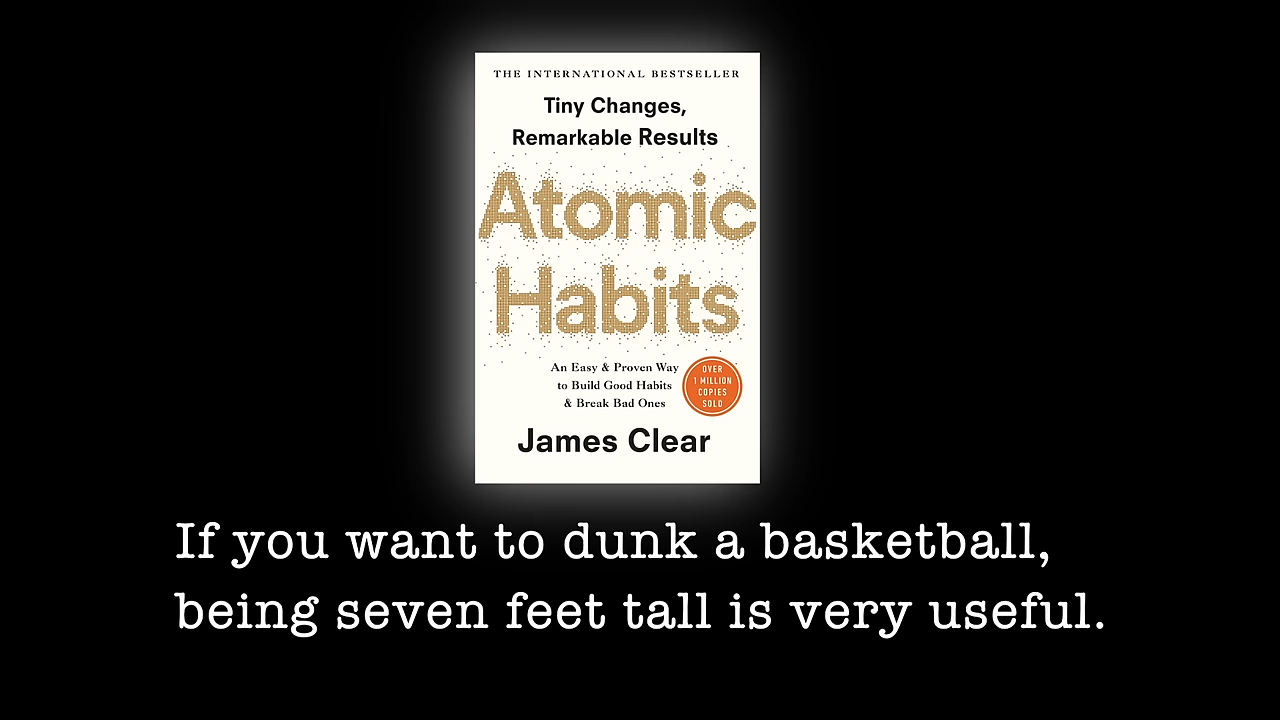 THE INTERNATIONAL BESTSELLER
Tiny Changes,
Remarkable Results
Atomic
Habits
An Easy & Proven Way
to Build Good Habits
& Break Bad Ones
OVER
1 MILLION
COPIES
SOLD
James Clear
If you want to dunk a basketball,
being seven feet tall is very useful.